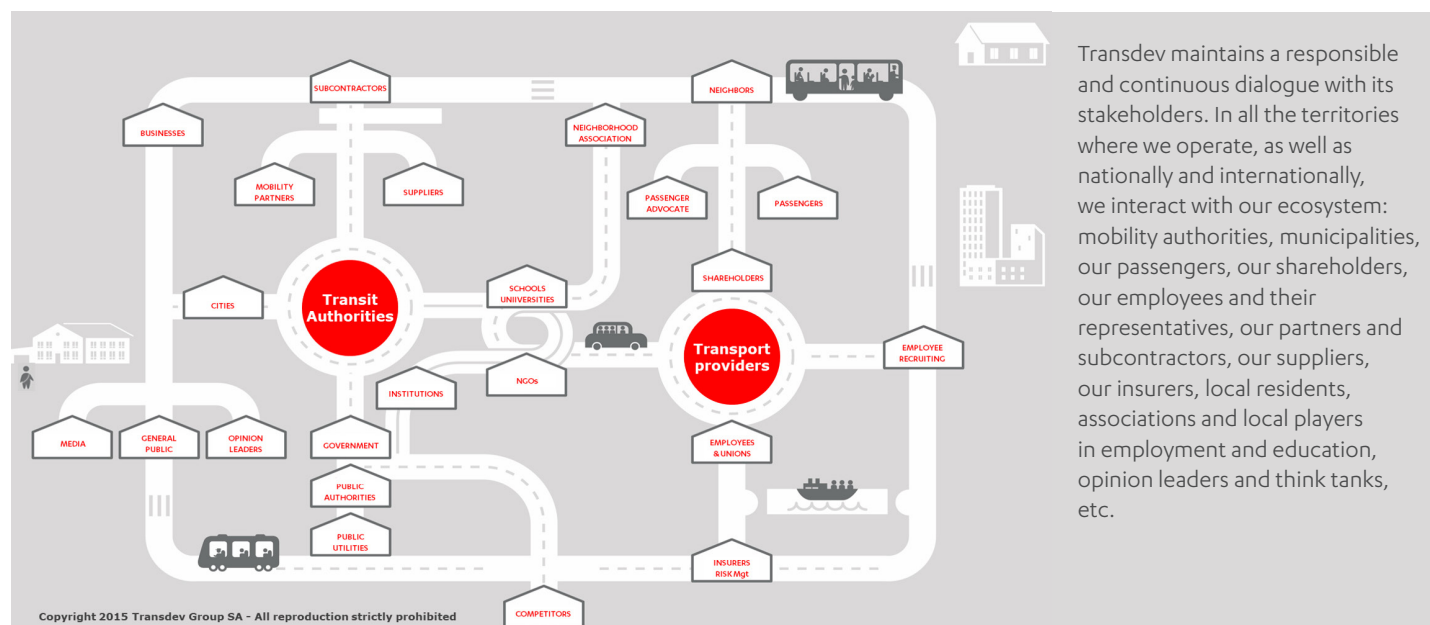 SUBCONTRACTORS
NEIGHBORS
BUSINESSES
NEIGHBORHOOD
ASSOCIATION
MOBILITY
PARTNERS
SUPPLIERS
PASSENGER
ADVOCATE
PASSENGERS
SHAREHOLDERS
SCHOOLS
UNIIVERSITIES
CITIES
Transit
Authorities
Transport
providers
EMPLOYEE
RECRUITING
NGOs
INSTITUTIONS
MEDIA
GENERAL
PUBLIC
OPINION
LEADERS
GOVERNMENT
EMPLOYEES
& UNIONS
PUBLIC
AUTHORITIES
PUBLIC
UTILITIES
INSURERS
RISK Mgt
COMPETITORS
Copyright 2015 Transdev Group SA - All reproduction strictly prohibited
Transdev maintains a responsible
and continuous dialogue with its
stakeholders. In all the territories
where we operate, as well as
nationally and internationally,
we interact with our ecosystem:
mobility authorities, municipalities,
our passengers, our shareholders,
our employees and their
representatives, our partners and
subcontractors, our suppliers,
our insurers, local residents,
associations and local players
in employment and education,
opinion leaders and think tanks,
etc.